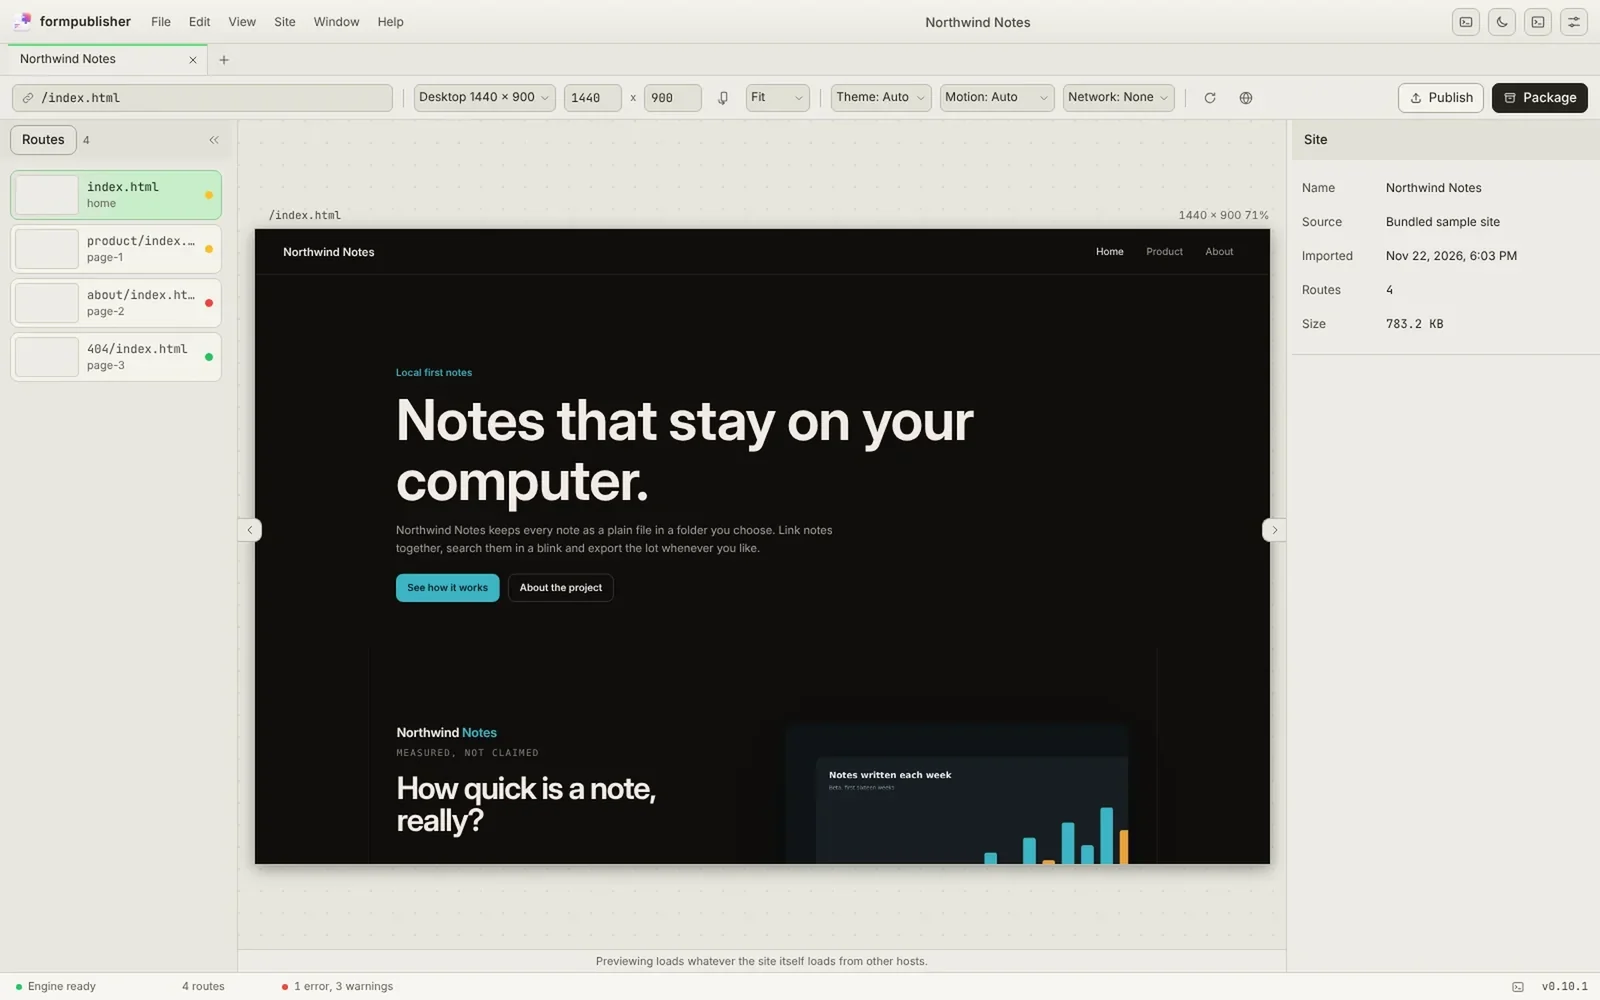 formpublisher File Edit View Site Window Help Northwind Notes
Northwind Notes
/index.html Desktop 1440 × 900 1440 x 900 Fit Theme: Auto Motion: Auto Network: None Publish Package
Routes 4
index.html
home
product/index.…
page-1
about/index.ht…
page-2
404/index.html
page-3
/index.html 1440 × 900 71%
Northwind Notes Home Product About
Local first notes
Notes that stay on your
computer.
Northwind Notes keeps every note as a plain file in a folder you choose. Link notes
together, search them in a blink and export the lot whenever you like.
See how it works About the project
Northwind Notes
MEASURED, NOT CLAIMED
How quick is a note,
really?
Notes written each week
Beta, first sixteen weeks
Previewing loads whatever the site itself loads from other hosts.
Site
Name Northwind Notes
Source Bundled sample site
Imported Nov 22, 2026, 6:03 PM
Routes 4
Size 783.2 KB
Engine ready 4 routes 1 error, 3 warnings v0.10.1